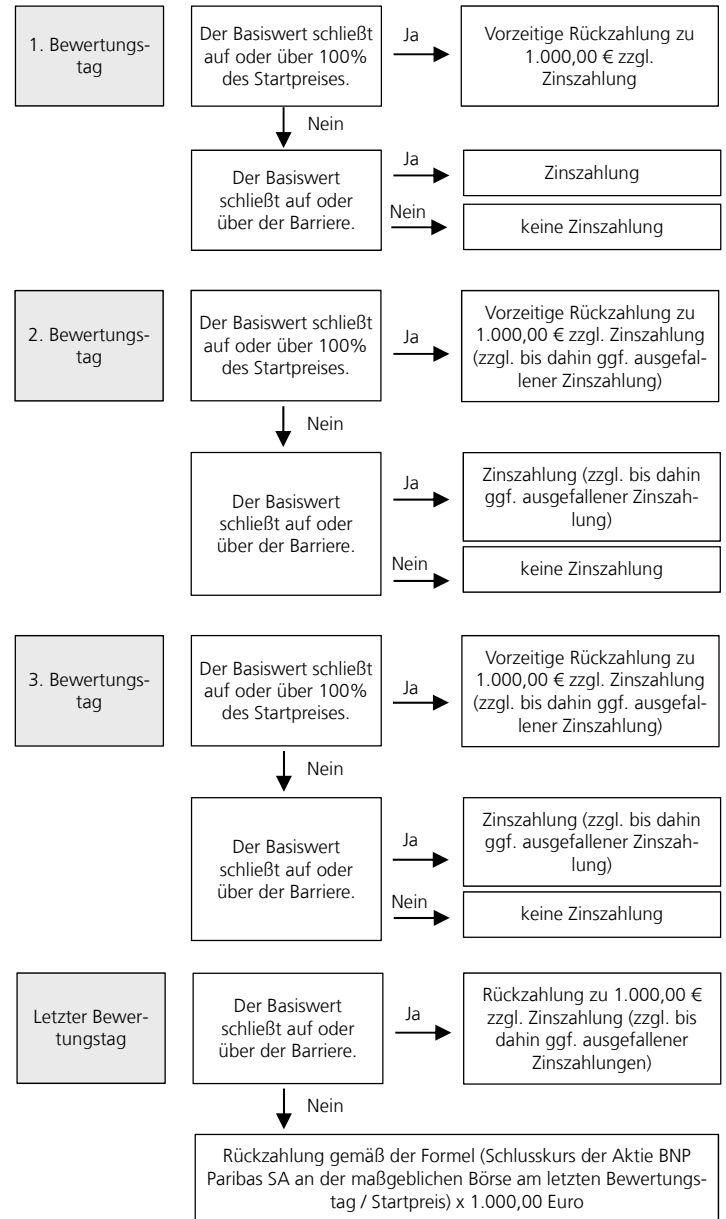 1. Bewertungs-
tag
Der Basiswert schließt
auf oder über 100%
des Startpreises.
Ja
Vorzeitige Rückzahlung zu
1.000,00 € zzgl.
Zinszahlung
Nein
Der Basiswert
schließt auf oder
über der Barriere.
Ja
Zinszahlung
Nein
keine Zinszahlung
2. Bewertungs-
tag
Der Basiswert schließt
auf oder über 100%
des Startpreises.
Ja
Vorzeitige Rückzahlung zu
1.000,00 € zzgl. Zinszahlung
(zzgl. bis dahin ggf. ausgefal-
lener Zinszahlung)
Nein
Der Basiswert
schließt auf oder
über der Barriere.
Ja
Zinszahlung (zzgl. bis dahin
ggf. ausgefallener Zinszah-
lung)
Nein
keine Zinszahlung
3. Bewertungs-
tag
Der Basiswert schließt
auf oder über 100%
des Startpreises.
Ja
Vorzeitige Rückzahlung zu
1.000,00 € zzgl. Zinszahlung
(zzgl. bis dahin ggf. ausgefal-
lener Zinszahlung)
Nein
Der Basiswert
schließt auf oder
über der Barriere.
Ja
Zinszahlung (zzgl. bis dahin
ggf. ausgefallener Zinszah-
lung)
Nein
keine Zinszahlung
Letzter Bewer-
tungstag
Der Basiswert
schließt auf oder
über der Barriere.
Ja
Rückzahlung zu 1.000,00 €
zzgl. Zinszahlung (zzgl. bis
dahin ggf. ausgefallener
Zinszahlungen)
Nein
Rückzahlung gemäß der Formel (Schlusskurs der Aktie BNP
Paribas SA an der maßgeblichen Börse am letzten Bewertungs-
tag / Startpreis) x 1.000,00 Euro